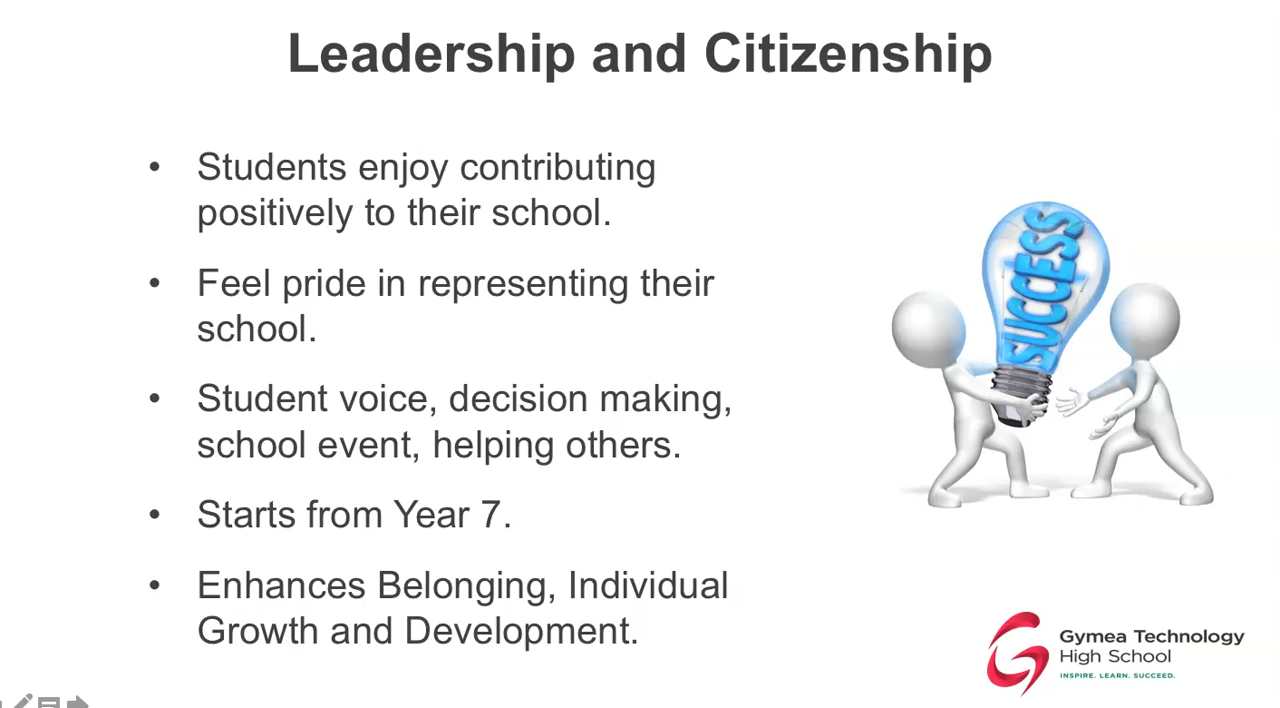 Leadership and Citizenship
• Students enjoy contributing
positively to their school.
• Feel pride in representing their
school.
• Student voice, decision making,
school event, helping others.
• Starts from Year 7.
• Enhances Belonging, Individual
Growth and Development.
SUCCESS
Gymea Technology
High School
INSPIRE. LEARN. SUCCEED.